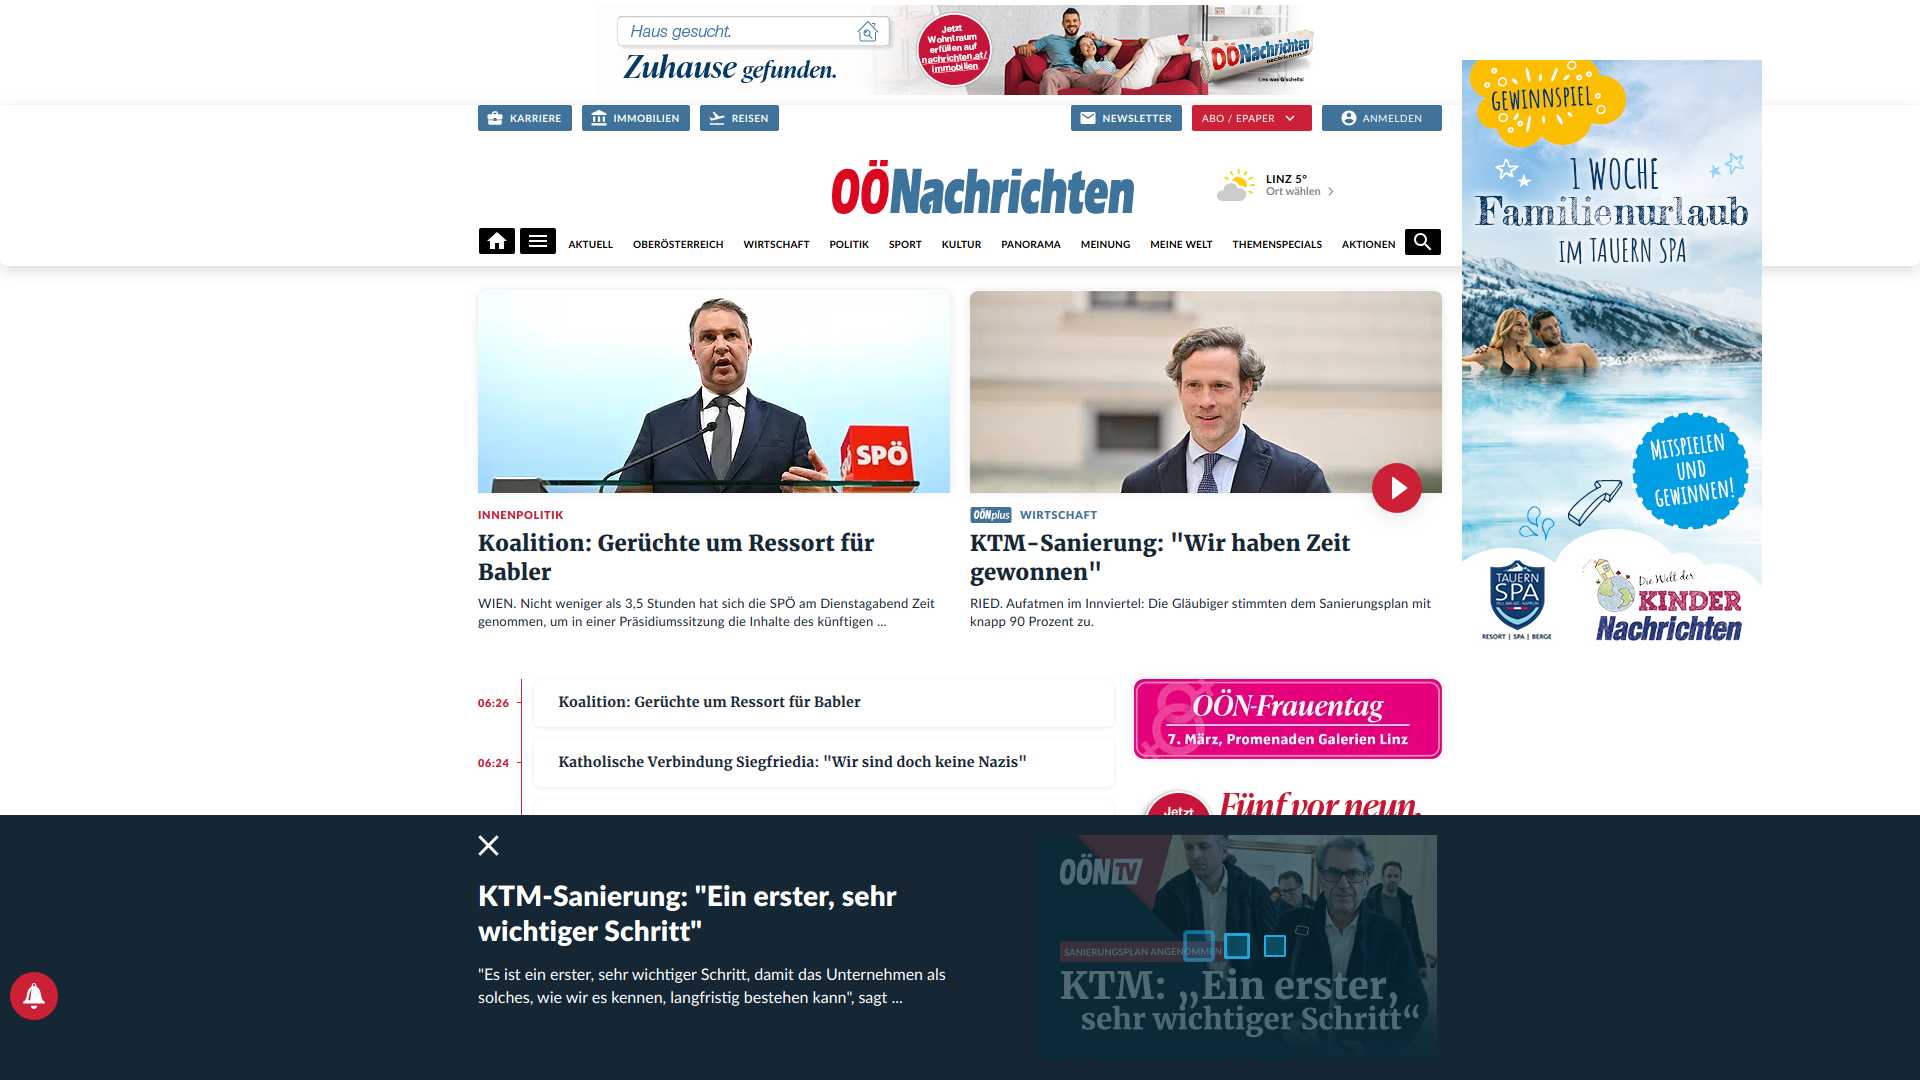 Haus gesucht.
Zuhause gefunden.
Jetzt
Wohntraum
erfüllen auf
nachrichten.at/
immobilien
OÖNachrichten
Lies was G'scheits!
KARRIERE
IMMOBILIEN
REISEN
NEWSLETTER
ABO / EPAPER
ANMELDEN
OÖNachrichten
LINZ 5°
Ort wählen
AKTUELL
OBERÖSTERREICH
WIRTSCHAFT
POLITIK
SPORT
KULTUR
PANORAMA
MEINUNG
MEINE WELT
THEMENSPECIALS
AKTIONEN
GEWINNSPIEL
1 WOCHE
Familienurlaub
IM TAUERN SPA
MITSPIELEN
UND
GEWINNEN!
TAUERN
SPA
RESORT | SPA | BERGE
Die Welt der
KINDER
Nachrichten
SPÖ
INNENPOLITIK
Koalition: Gerüchte um Ressort für
Babler
WIEN. Nicht weniger als 3,5 Stunden hat sich die SPÖ am Dienstagabend Zeit
genommen, um in einer Präsidiumssitzung die Inhalte des künftigen ...
OÖNplus WIRTSCHAFT
KTM-Sanierung: "Wir haben Zeit
gewonnen"
RIED. Aufatmen im Innviertel: Die Gläubiger stimmten dem Sanierungsplan mit
knapp 90 Prozent zu.
06:26
Koalition: Gerüchte um Ressort für Babler
06:24
Katholische Verbindung Siegfriedia: "Wir sind doch keine Nazis"
OÖN-Frauentag
7. März, Promenaden Galerien Linz
Jetzt
Fünf vor neun.
KTM-Sanierung: "Ein erster, sehr
wichtiger Schritt"
"Es ist ein erster, sehr wichtiger Schritt, damit das Unternehmen als
solches, wie wir es kennen, langfristig bestehen kann", sagt ...
OÖN TV
SANIERUNGSPLAN ANGENOMMEN
KTM: „Ein erster,
sehr wichtiger Schritt“